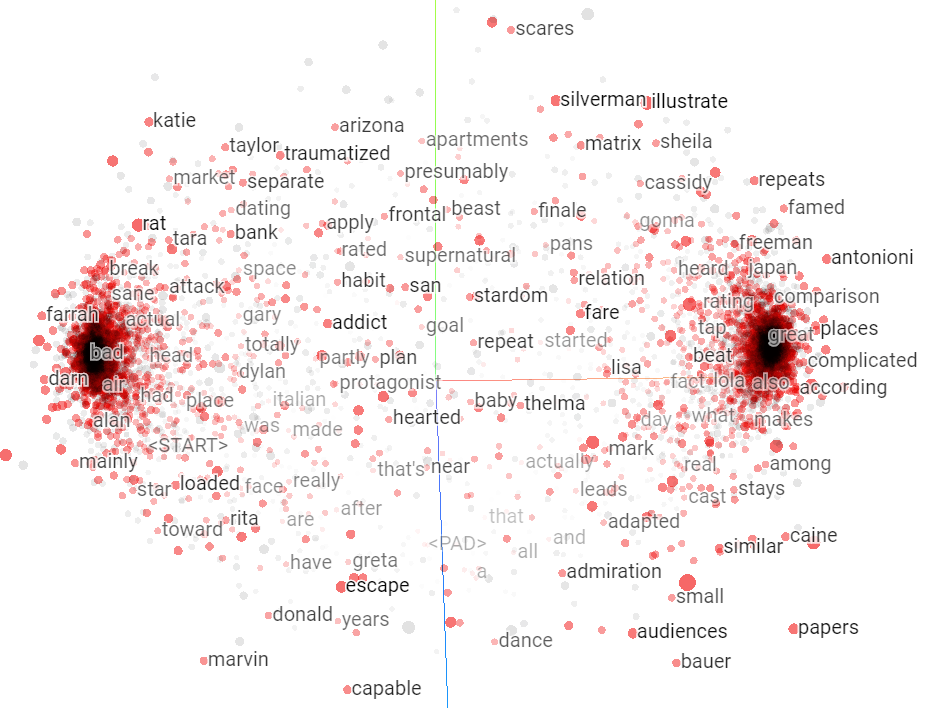 scares
silverman illustrate
katie
arizona
taylor apartments matrix sheila
traumatized
market separate presumably cassidy repeats
dating frontal beast finale famed
rat apply gonna
tara bank rated pans freeman
space supernatural antonioni
break heard japan
attack habit san relation
sane stardom rating comparison
farrah actual gary addict fare
goal tap great places
bad head totally repeat started
partly plan beat complicated
dylan lisa
darn air protagonist fact lola also according
had place italian baby thelma
alan was made hearted day what makes
<START> mark
mainly that's near actually real among
star loaded face really leads cast stays
after
toward rita are that adapted
<PAD> all and similar caine
have greta a admiration
escape small
donald years audiences papers
dance
marvin bauer
capable